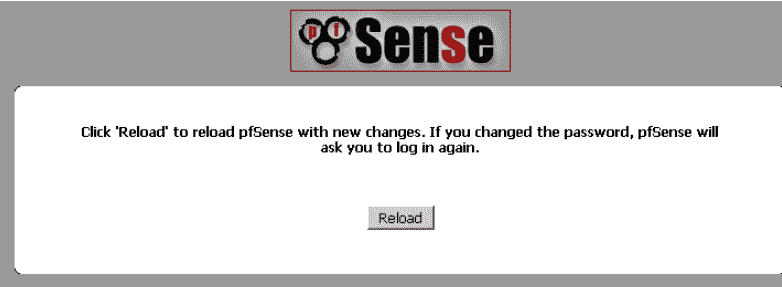 pf Sense
Click 'Reload' to reload pfSense with new changes. If you changed the password, pfSense will
ask you to log in again.
Reload